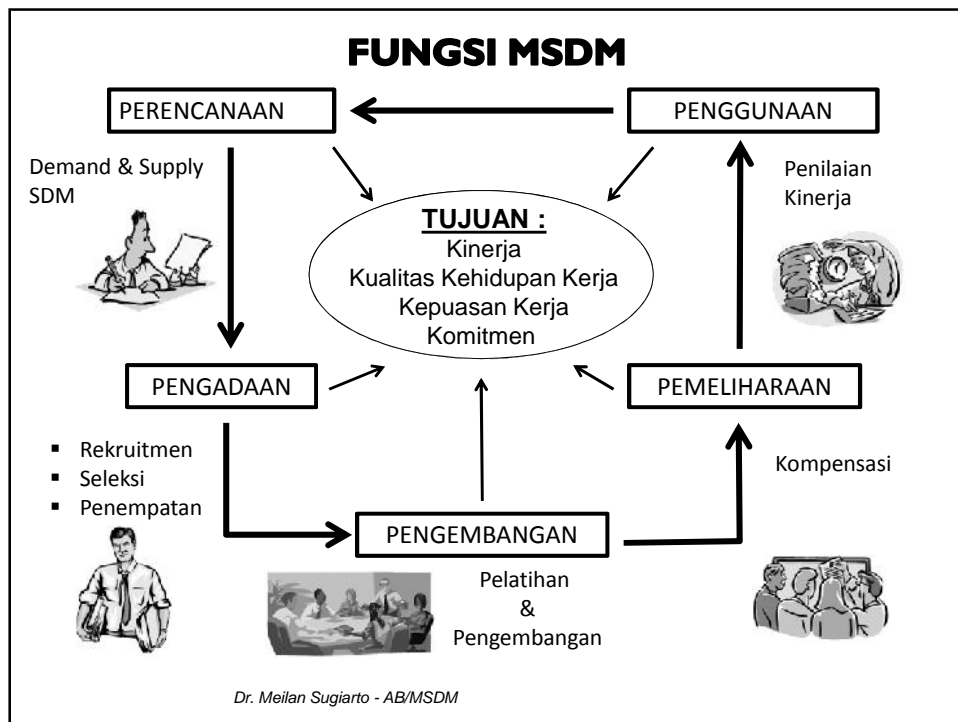 FUNGSI MSDM
PERENCANAAN
PENGGUNAAN
Demand & Supply
SDM
Penilaian
Kinerja
TUJUAN :
Kinerja
Kualitas Kehidupan Kerja
Kepuasan Kerja
Komitmen
PENGADAAN
PEMELIHARAAN
▪ Rekruitmen
▪ Seleksi
▪ Penempatan
Kompensasi
PENGEMBANGAN
Pelatihan
&
Pengembangan
Dr. Meilan Sugiarto - AB/MSDM